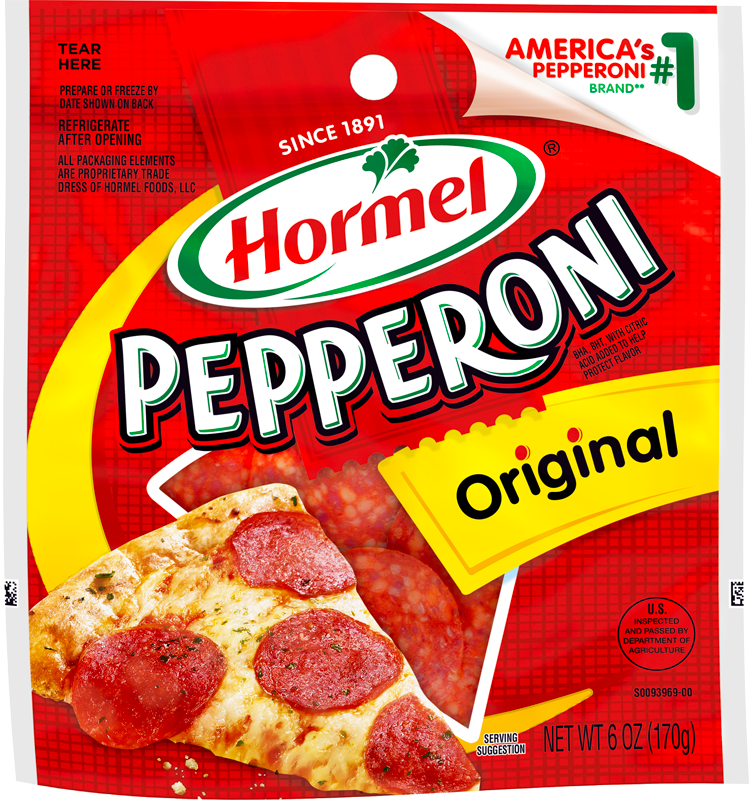 TEAR
HERE
PREPARE OR FREEZE BY
DATE SHOWN ON BACK
REFRIGERATE
AFTER OPENING
ALL PACKAGING ELEMENTS
ARE PROPRIETARY TRADE
DRESS OF HORMEL FOODS, LLC
AMERICA's
PEPPERONI
BRAND**
#1
SINCE 1891
Hormel ®
PEPPERONI
BHA, BHT, WITH CITRIC
ACID ADDED TO HELP
PROTECT FLAVOR
Original
U.S.
INSPECTED
AND PASSED BY
DEPARTMENT OF
AGRICULTURE
S0093969-00
SERVING
SUGGESTION
NET WT 6 OZ (170g)